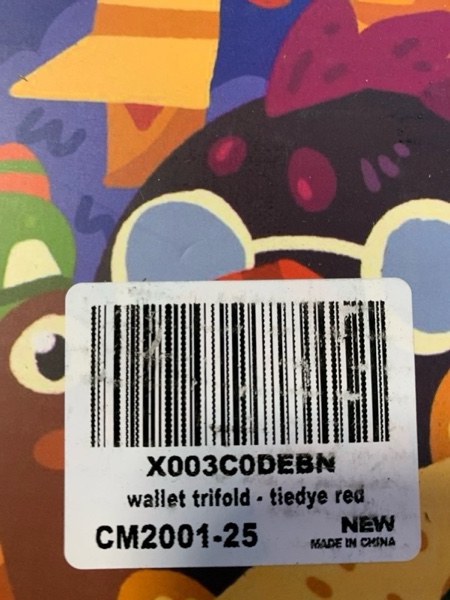 X003C0DEBN
wallet trifold - tiedye red
CM2001-25
NEW
MADE IN CHINA